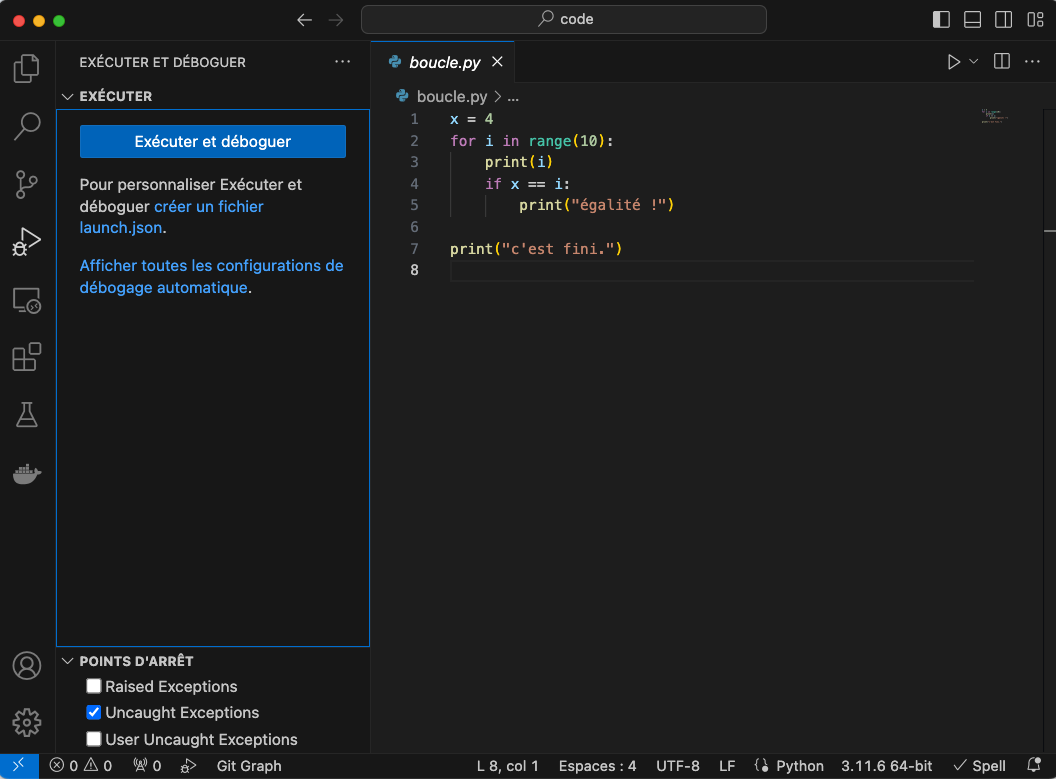 code
EXÉCUTER ET DÉBOGUER
EXÉCUTER
Exécuter et déboguer
Pour personnaliser Exécuter et
déboguer créer un fichier
launch.json.
Afficher toutes les configurations de
débogage automatique.
POINTS D'ARRÊT
Raised Exceptions
Uncaught Exceptions
User Uncaught Exceptions
boucle.py
boucle.py > ...
1 x = 4
2 for i in range(10):
3     print(i)
4     if x == i:
5         print("égalité !")
6
7 print("c'est fini.")
8
0 0 0 Git Graph L 8, col 1 Espaces : 4 UTF-8 LF Python 3.11.6 64-bit Spell